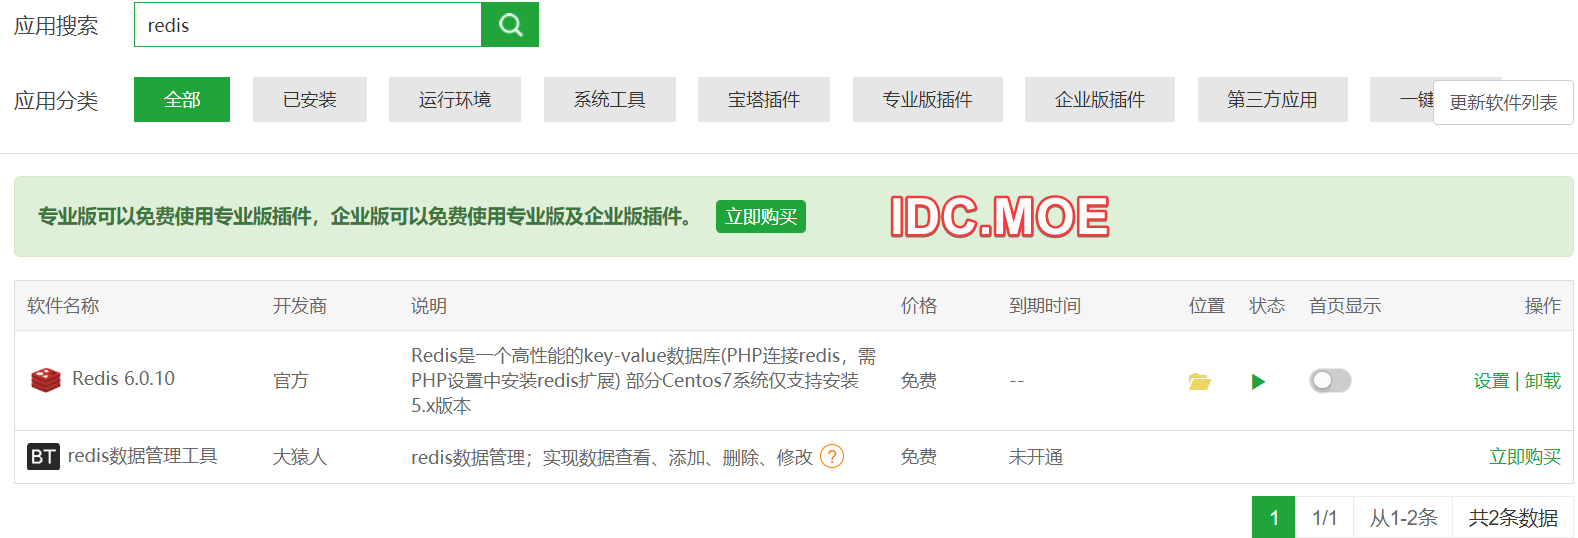 应用搜索 redis
应用分类 全部 已安装 运行环境 系统工具 宝塔插件 专业版插件 企业版插件 第三方应用 一键 更新软件列表
专业版可以免费使用专业版插件，企业版可以免费使用专业版及企业版插件。 立即购买 IDC.MOE
软件名称 开发商 说明 价格 到期时间 位置 状态 首页显示 操作
Redis 6.0.10 官方 Redis是一个高性能的key-value数据库(PHP连接redis，需
PHP设置中安装redis扩展) 部分Centos7系统仅支持安装
5.x版本 免费 -- 设置 | 卸载
BT redis数据管理工具 大猿人 redis数据管理；实现数据查看、添加、删除、修改 ? 免费 未开通 立即购买
1 1/1 从1-2条 共2条数据